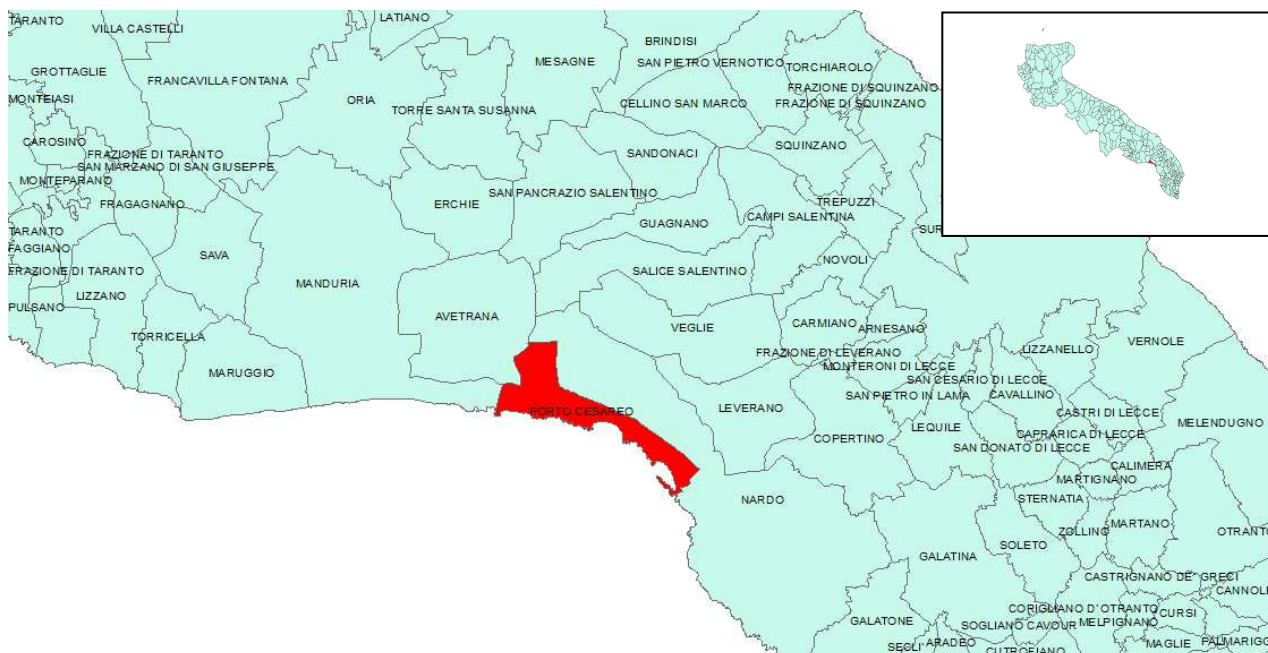 LATIANO
TARANTO
VILLA CASTELLI
BRINDISI
MESAGNE
SAN PIETRO VERNOTICO
TORCHIAROLO
GROTTAGLIE
FRANCAVILLA FONTANA
FRAZIONE DI SQUINZANO
MONTEIASI
ORIA
TORRE SANTA SUSANNA
CELLINO SAN MARCO
FRAZIONE DI SQUINZANO
CAROSINO
SQUINZANO
FRAZIONE DI TARANTO
SANDONACI
SAN MARZANO DI SAN GIUSEPPE
MONTEPARANO
SAN PANCRAZIO SALENTINO
FRAGAGNANO
ERCHIE
TREPUZZI
CAMPI SALENTINA
GUAGNANO
TARANTO
SUR
FAGGIANO
SAVA
NOVOLI
FRAZIONE DI TARANTO
SALICE SALENTINO
MANDURIA
LIZZANO
PULSANO
AVETRANA
CARMIANO
VEGLIE
ARNESANO
TORRICELLA
LIZZANELLO
VERNOLE
FRAZIONE DI LEVERANO
MONTERONI DI LECCE
MARUGGIO
SAN CESARIO DI LECCE
SAN PIETRO IN LAMA
CAVALLINO
LEVERANO
PORTO CESAREO
CASTRI DI LECCE
MELENDUGNO
LEQUILE
CAPRARICA DI LECCE
COPERTINO
SAN DONATO DI LECCE
CALIMERA
MARTIGNANO
NARDO
STERNATIA
MARTANO
ZOLLINO
OTRANTO
SOLETO
GALATINA
CASTRIGNANO DE' GRECI
CANNOLE
CORIGLIANO D'OTRANTO
CURSI
GALATONE
SOGLIANO CAVOUR
MELPIGNANO
SECLI
ARADEO
MAGLIE
PALMARIGG
CUTROFIANO